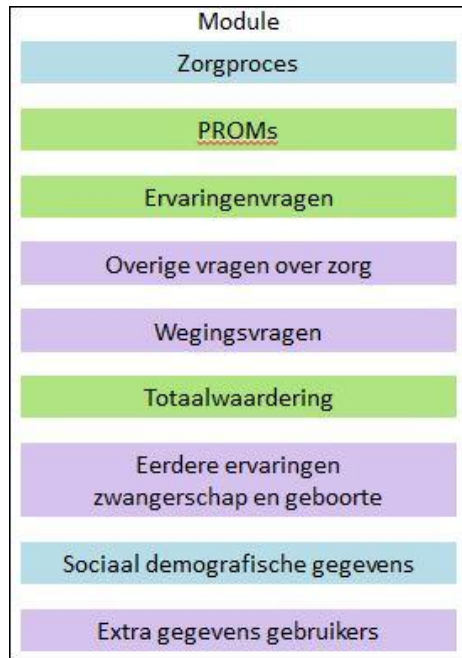 Module
Zorgproces
PROMs
Ervaringenvragen
Overige vragen over zorg
Wegingsvragen
Totaalwaardering
Eerdere ervaringen
zwangerschap en geboorte
Sociaal demografische gegevens
Extra gegevens gebruikers